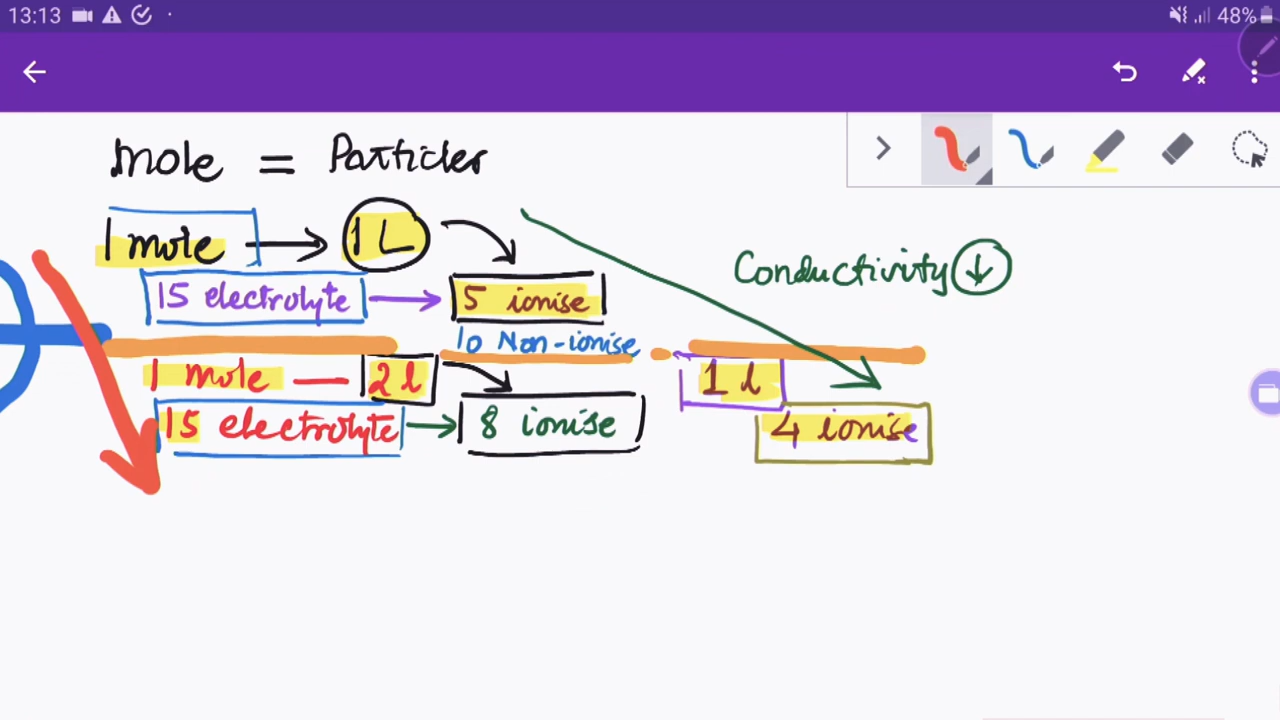 13:13
48%
Mole = Particles
1 mole → 1 L
Conductivity ↓
15 electrolyte → 5 ionise
10 Non-ionise
1 mole — 2 l
1 l
15 electrolyte → 8 ionise
4 ionise